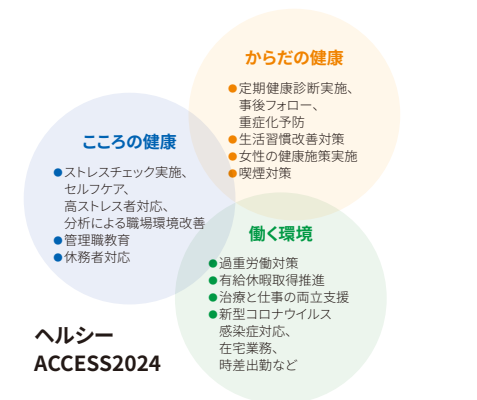 からだの健康
●定期健康診断実施、
事後フォロー、
重症化予防
●生活習慣改善対策
●女性の健康施策実施
●喫煙対策
こころの健康
●ストレスチェック実施、
セルフケア、
高ストレス者対応、
分析による職場環境改善
●管理職教育
●休務者対応
働く環境
●過重労働対策
●有給休暇取得推進
●治療と仕事の両立支援
●新型コロナウイルス
感染症対応、
在宅業務、
時差出勤など
ヘルシー
ACCESS2024